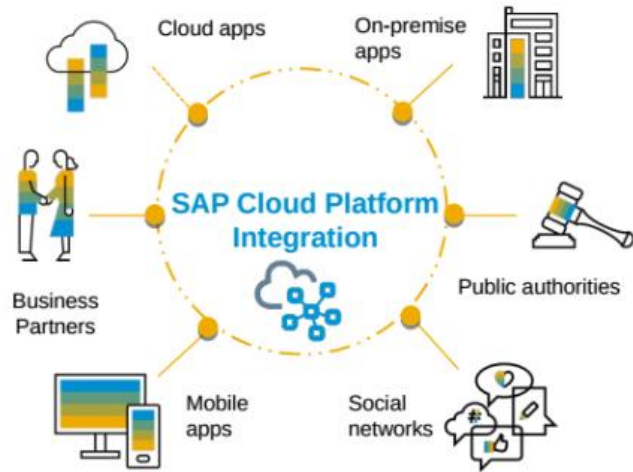 Cloud apps
On-premise
apps
SAP Cloud Platform
Integration
Business
Partners
Public authorities
Mobile
apps
Social
networks
#